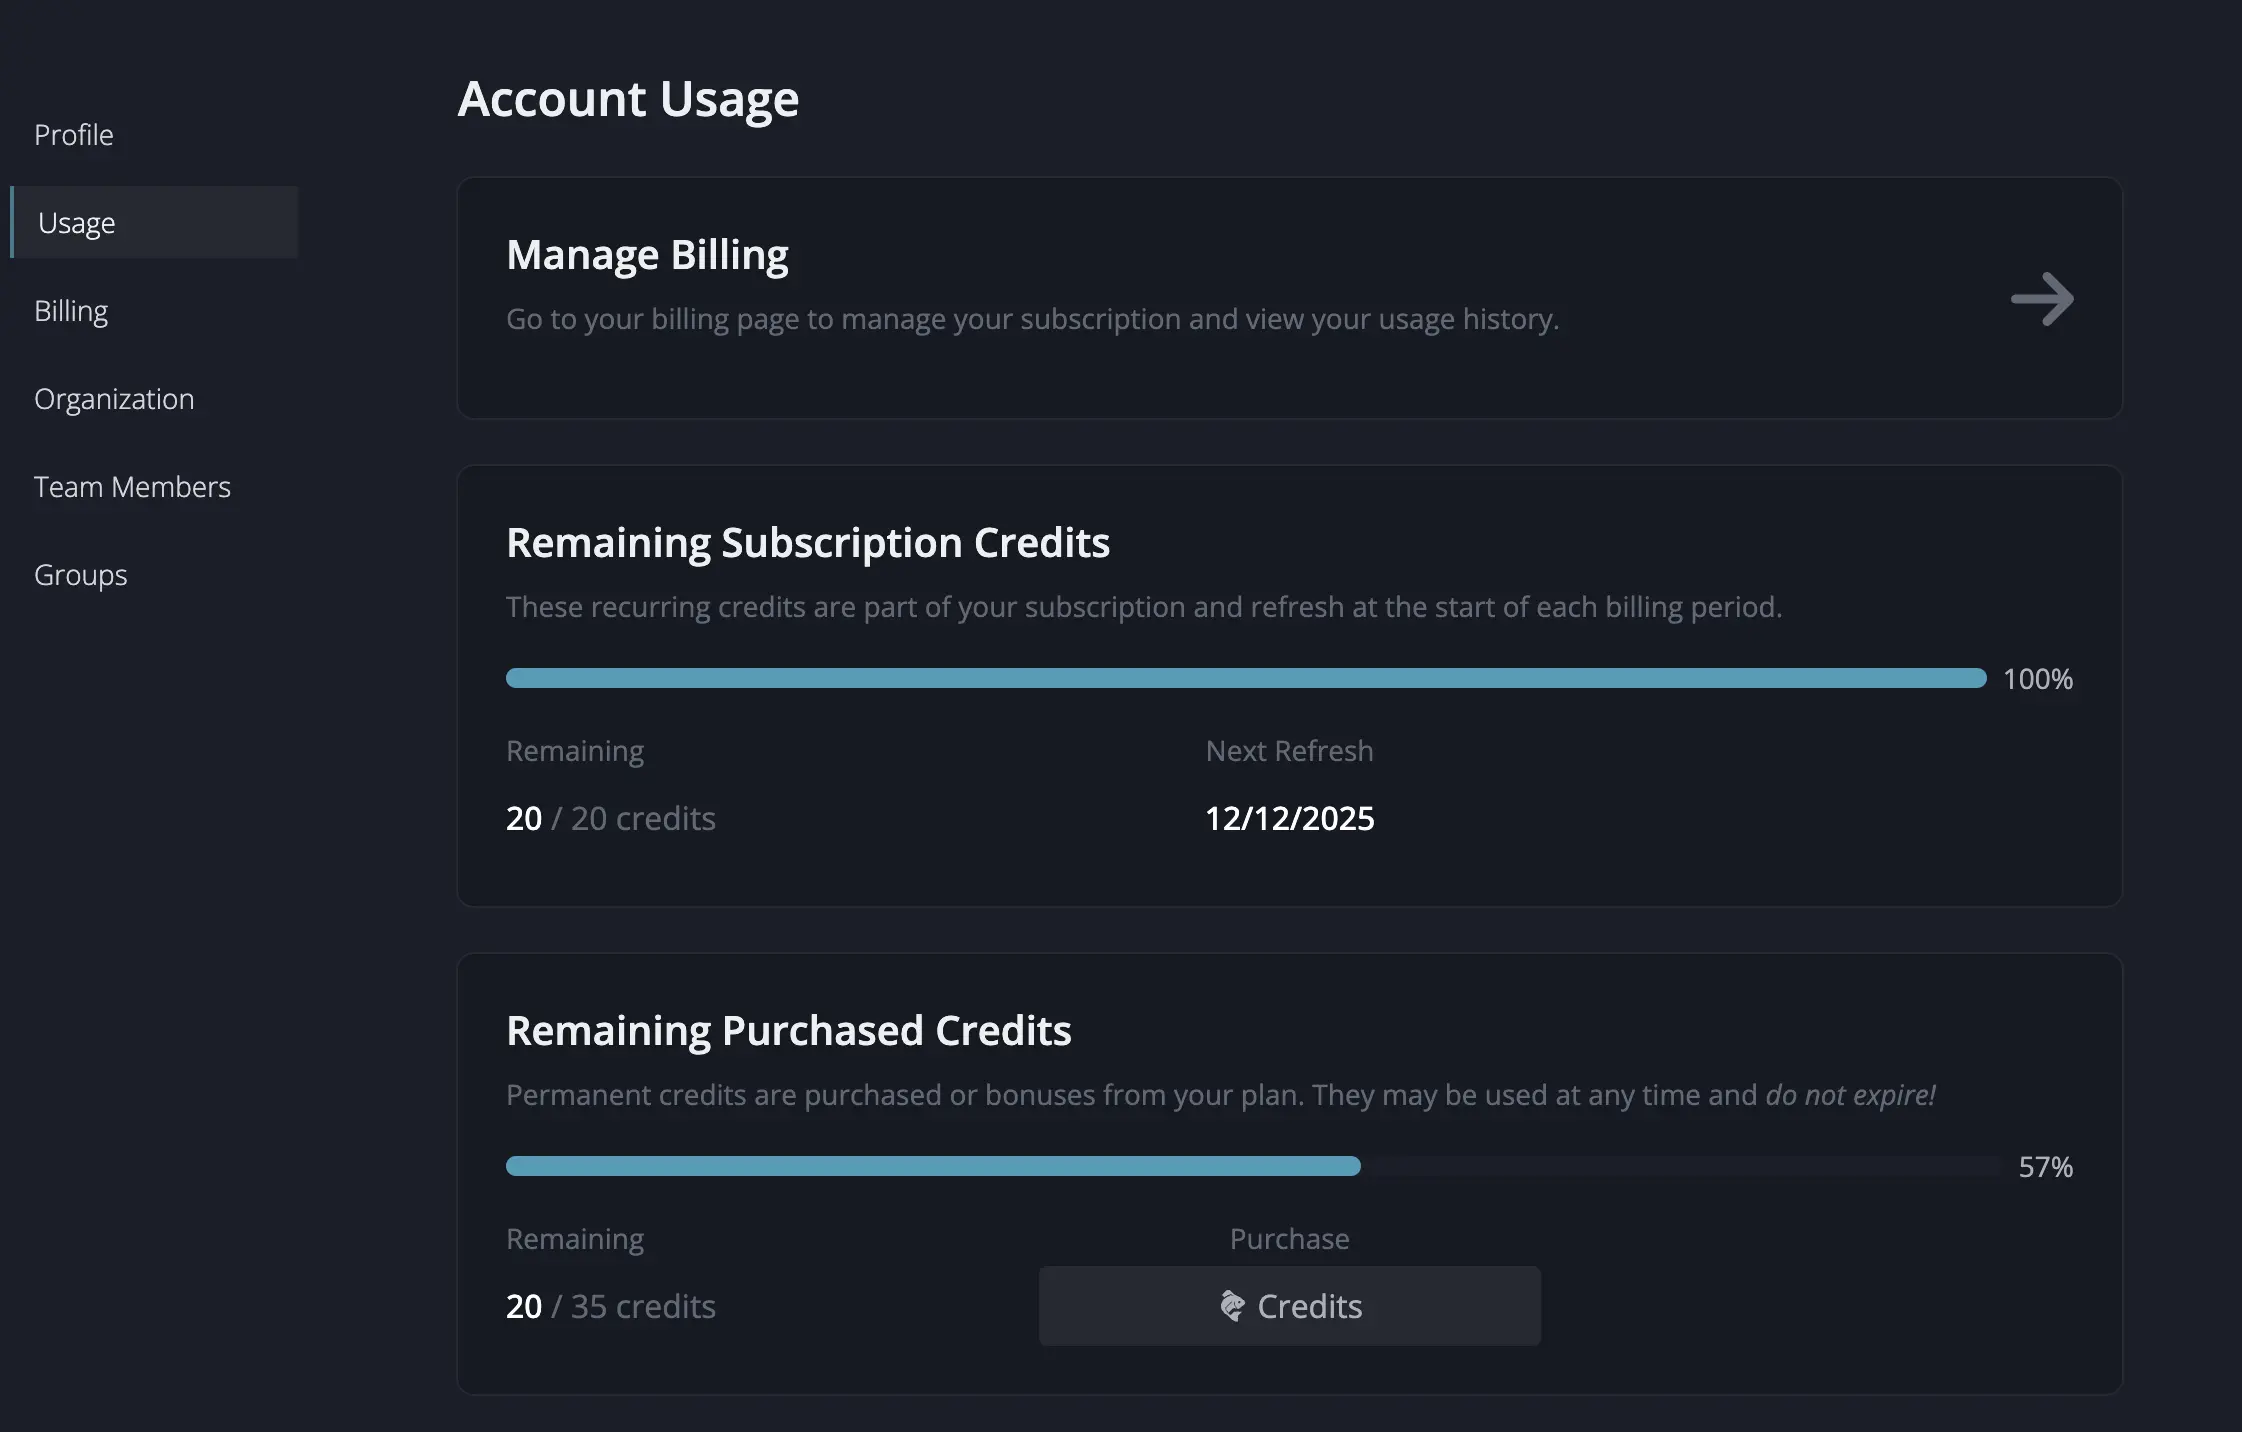 Account Usage
Profile
Usage
Billing
Organization
Team Members
Groups
Manage Billing
Go to your billing page to manage your subscription and view your usage history.
Remaining Subscription Credits
These recurring credits are part of your subscription and refresh at the start of each billing period.
100%
Remaining
Next Refresh
20 / 20 credits
12/12/2025
Remaining Purchased Credits
Permanent credits are purchased or bonuses from your plan. They may be used at any time and do not expire!
57%
Remaining
Purchase
20 / 35 credits
Credits